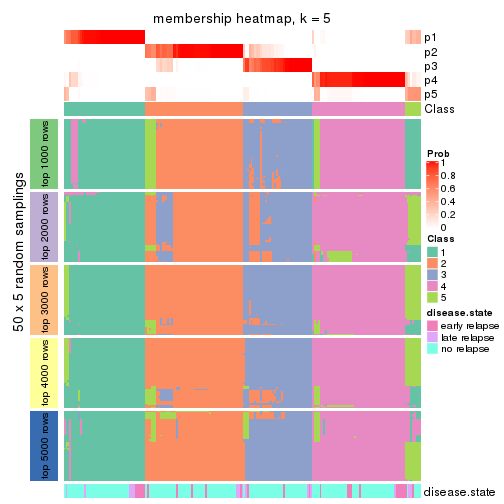 membership heatmap, k = 5
p1
p2
p3
p4
p5
Class
50 x 5 random samplings
top 1000 rows
top 2000 rows
top 3000 rows
top 4000 rows
top 5000 rows
disease.state
Prob
1
0.8
0.6
0.4
0.2
0
Class
1
2
3
4
5
disease.state
early relapse
late relapse
no relapse